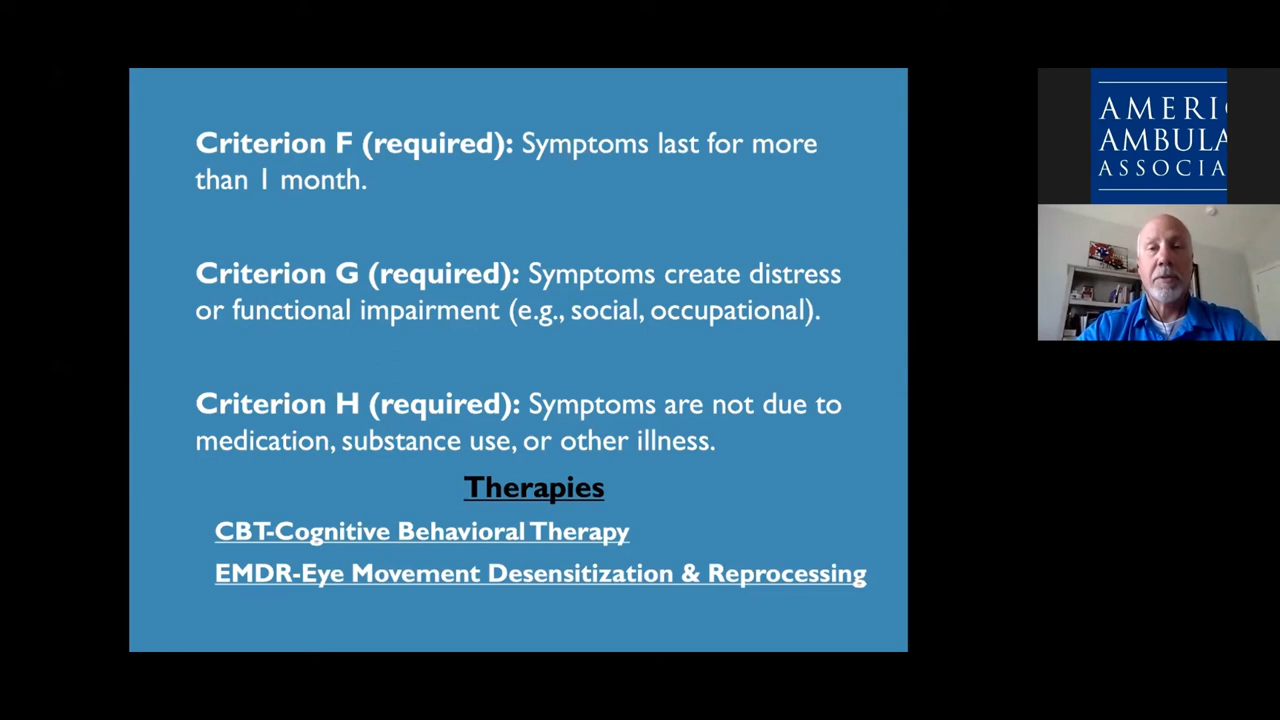 Criterion F (required): Symptoms last for more
than 1 month.
Criterion G (required): Symptoms create distress
or functional impairment (e.g., social, occupational).
Criterion H (required): Symptoms are not due to
medication, substance use, or other illness.
Therapies
CBT-Cognitive Behavioral Therapy
EMDR-Eye Movement Desensitization & Reprocessing
AMERIC
AMBULA
ASSOCIA